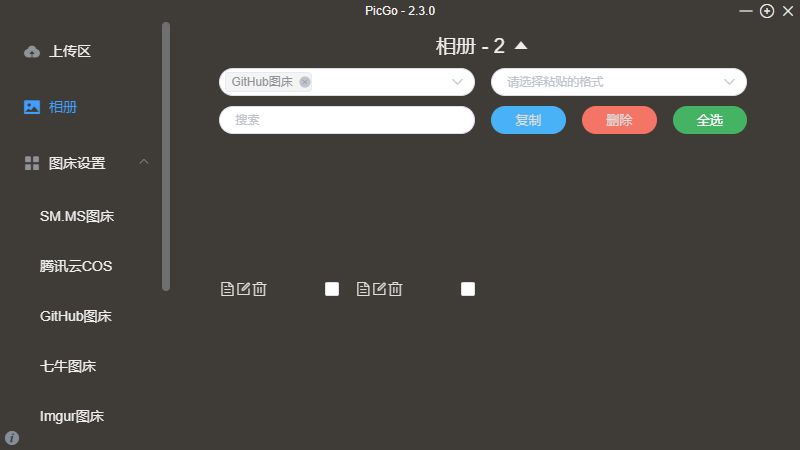 PicGo - 2.3.0
上传区
相册
图床设置
SM.MS图床
腾讯云COS
GitHub图床
七牛图床
Imgur图床
相册 - 2
GitHub图床
请选择粘贴的格式
搜索
复制
删除
全选